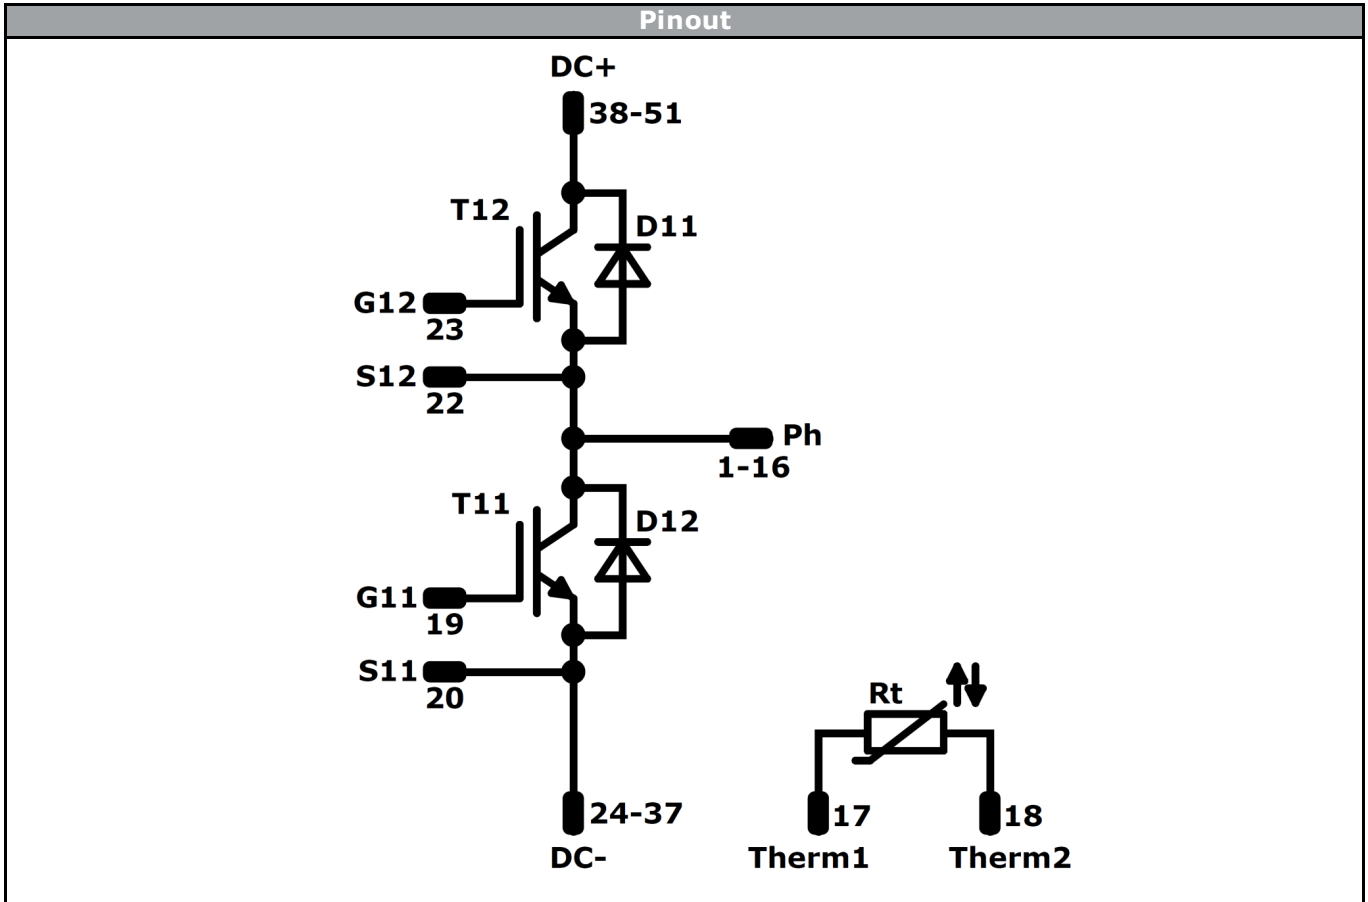 Pinout
DC+
38-51
T12
D11
G12
23
S12
22
Ph
1-16
T11
D12
G11
19
S11
20
Rt
24-37
17
18
DC-
Therm1
Therm2